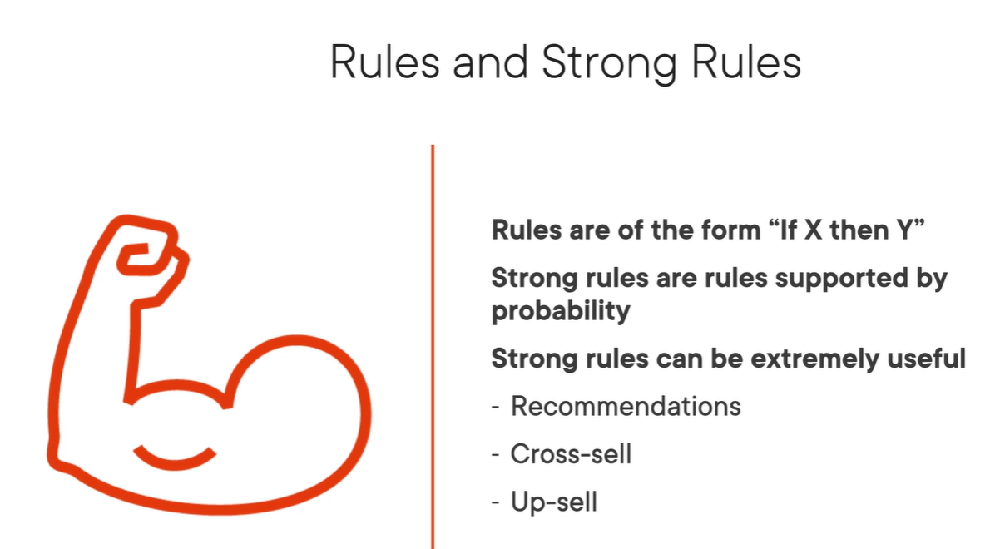 Rules and Strong Rules
Rules are of the form “If X then Y”
Strong rules are rules supported by
probability
Strong rules can be extremely useful
- Recommendations
- Cross-sell
- Up-sell